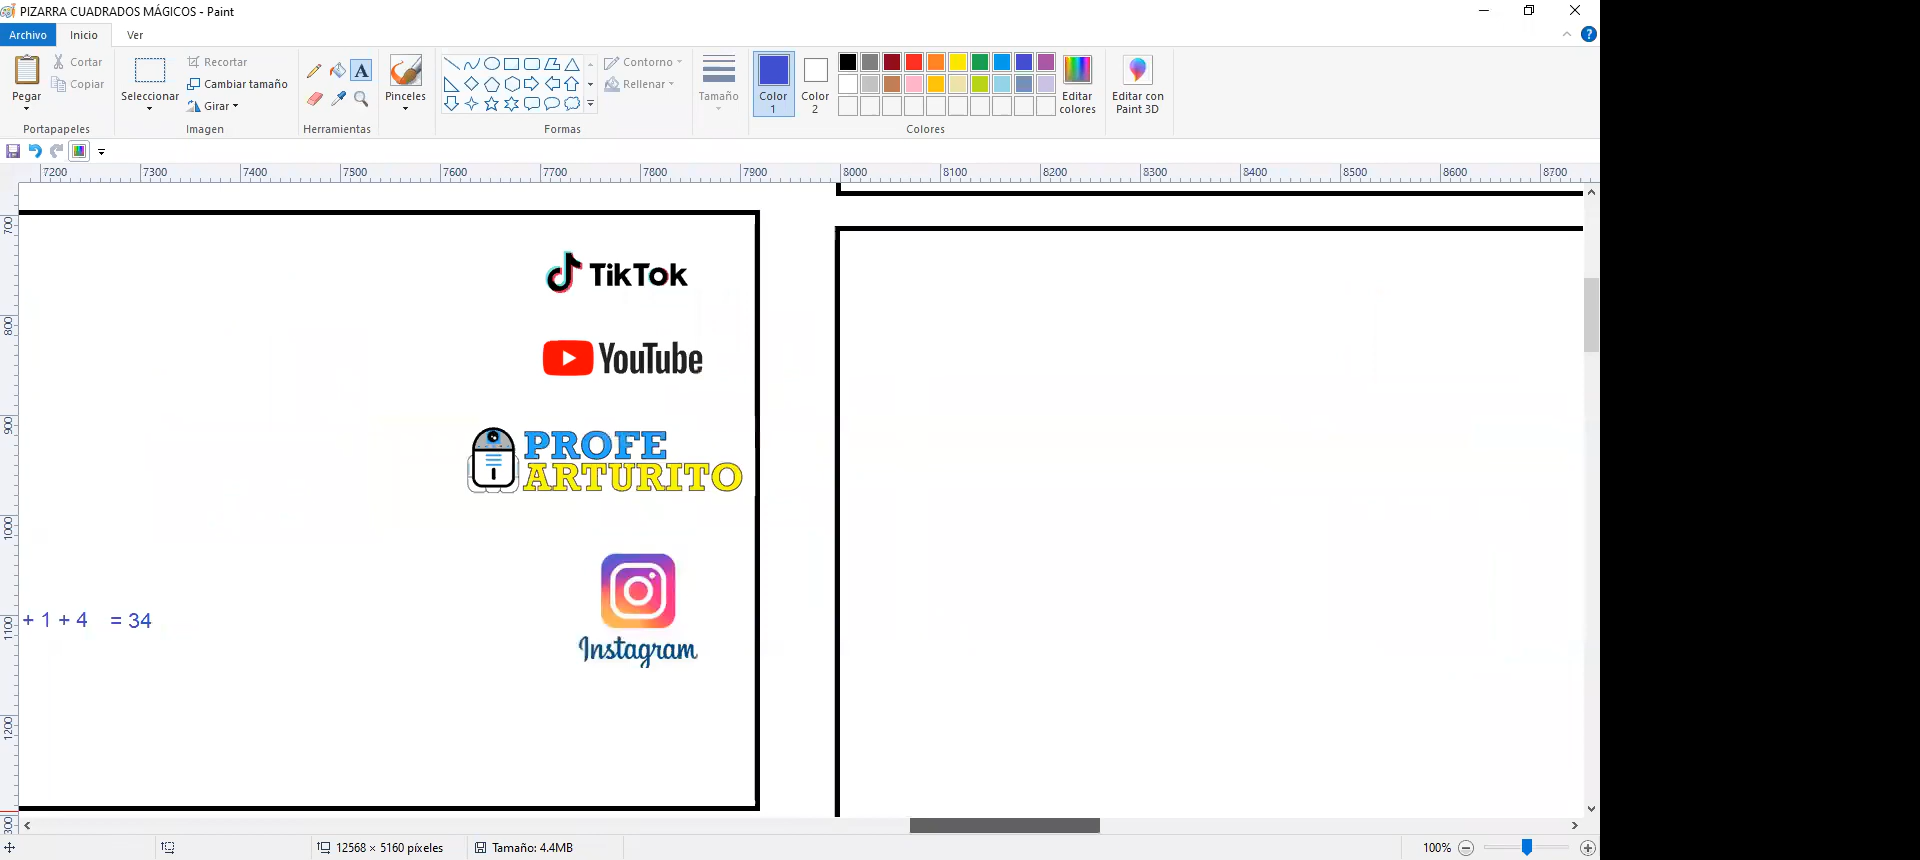 PIZARRA CUADRADOS MÁGICOS - Paint
Archivo Inicio Ver
Pegar
Cortar
Copiar
Portapapeles
Seleccionar
Recortar
Cambiar tamaño
Girar
Imagen
A
Herramientas
Pinceles
Formas
Contorno
Rellenar
Tamaño
Color 1
Color 2
Editar colores
Colores
Editar con Paint 3D
7200 7300 7400 7500 7600 7700 7800 7900 8000 8100 8200 8300 8400 8500 8600 8700
700
800
900
1000
1100
1200
300
TikTok
YouTube
PROFE
ARTURITO
Instagram
+ 1 + 4 = 34
12568 × 5160 píxeles
Tamaño: 4.4MB
100%